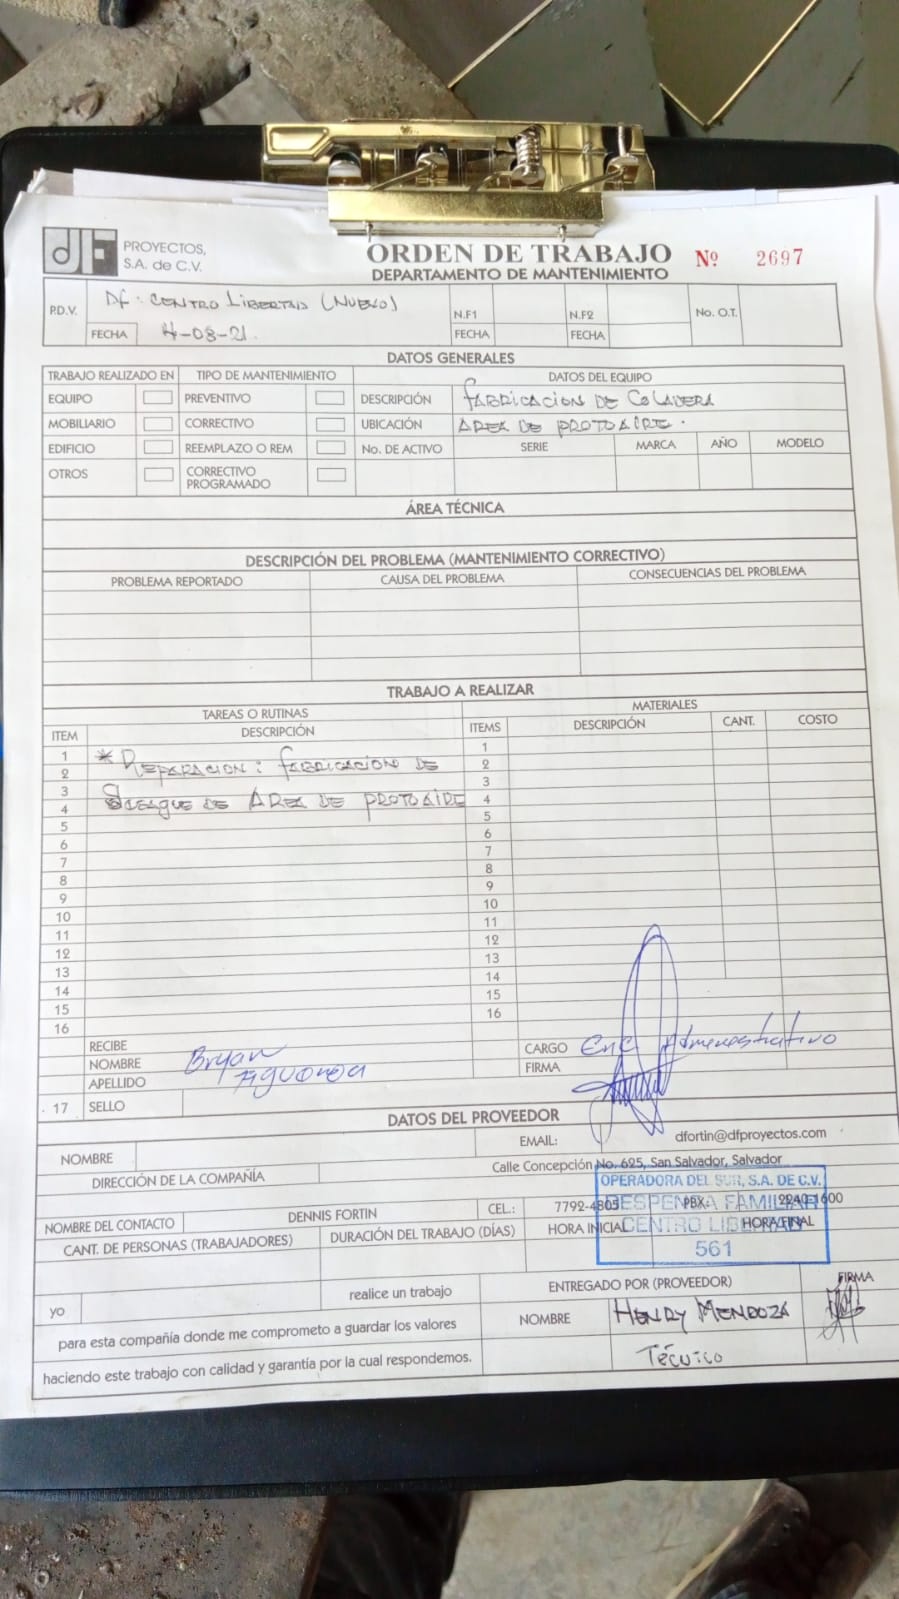 dF PROYECTOS, S.A. de C.V.
ORDEN DE TRABAJO
DEPARTAMENTO DE MANTENIMIENTO
Nº 2697
P.D.V. Df: CENTRO LIBERTAD (NUEVO)
FECHA -08-21.
N.F1 N.F2 No. O.T.
FECHA FECHA
DATOS GENERALES
TRABAJO REALIZADO EN TIPO DE MANTENIMIENTO DATOS DEL EQUIPO
EQUIPO PREVENTIVO DESCRIPCIÓN FABRICACION DE COLADERA
MOBILIARIO CORRECTIVO UBICACIÓN AREA DE PROTOAIRE.
EDIFICIO REEMPLAZO O REM No. DE ACTIVO SERIE MARCA AÑO MODELO
OTROS CORRECTIVO PROGRAMADO
ÁREA TÉCNICA
DESCRIPCIÓN DEL PROBLEMA (MANTENIMIENTO CORRECTIVO)
PROBLEMA REPORTADO CAUSA DEL PROBLEMA CONSECUENCIAS DEL PROBLEMA
TRABAJO A REALIZAR
TAREAS O RUTINAS MATERIALES
ITEM DESCRIPCIÓN ITEMS DESCRIPCIÓN CANT. COSTO
1 * REPARACION: FABRICACION DE 1
2 2
3 DE AREA DE PROTOAIRE 3
4 4
5 5
6 6
7 7
8 8
9 9
10 10
11 11
12 12
13 13
14 14
15 15
16 16
RECIBE
NOMBRE Bryan CARGO Enc Administrativo
APELLIDO FIRMA
17 SELLO
DATOS DEL PROVEEDOR
NOMBRE EMAIL: dfortin@dfproyectos.com
DIRECCIÓN DE LA COMPAÑÍA Calle Concepción No. 625, San Salvador, Salvador
OPERADORA DEL SUR, S.A. DE C.V.
DESPENSA FAMILIAR
CENTRO LIBERTAD
561
NOMBRE DEL CONTACTO DENNIS FORTIN CEL.: 7792-4805 PBX: 2240-1600
CANT. DE PERSONAS (TRABAJADORES) DURACIÓN DEL TRABAJO (DÍAS) HORA INICIAL HORA FINAL
yo realice un trabajo ENTREGADO POR (PROVEEDOR) FIRMA
para esta compañía donde me comprometo a guardar los valores NOMBRE HENRY MENDOZA
haciendo este trabajo con calidad y garantía por la cual respondemos. TÉCNICO